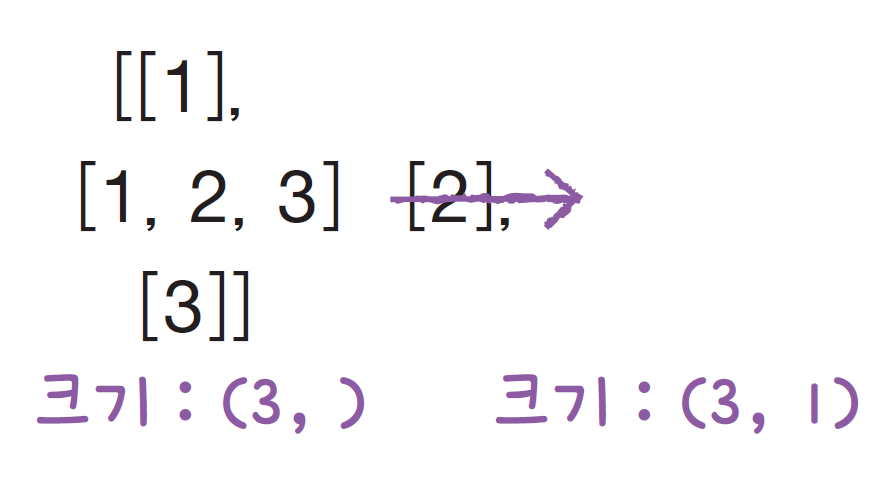 [[1],
[1, 2, 3] [2],
[3]]
크기 : (3, ) 크기 : (3, 1)